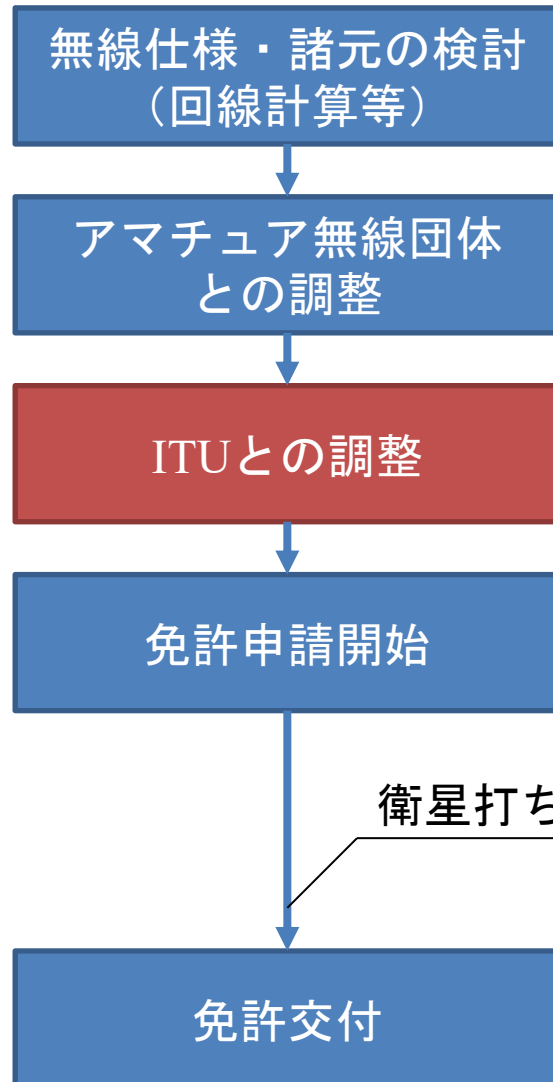 無線仕様・諸元の検討
（回線計算等）
アマチュア無線団体
との調整
ITUとの調整
免許申請開始
衛星打ち
免許交付